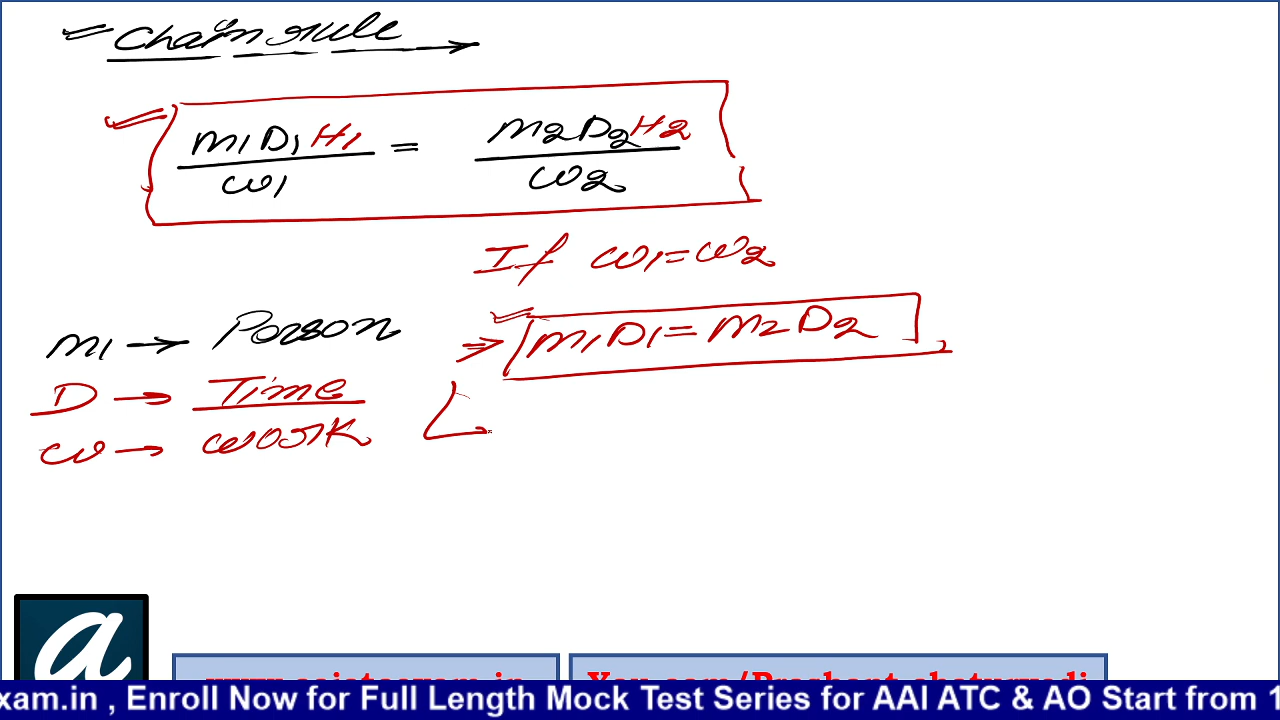 Chain rule
M1D1H1 = M2D2H2
W1 W2
If W1=W2
M1 → Person
⇒ M1D1=M2D2
D → Time
W → Work
a
xam.in , Enroll Now for Full Length Mock Test Series for AAI ATC & AO Start from 1